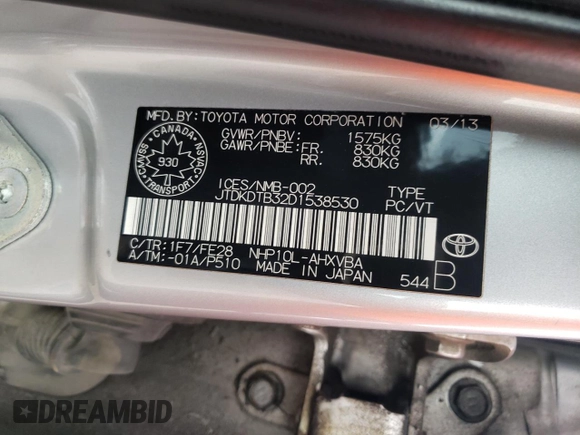 MFD.BY:TOYOTA MOTOR CORPORATION 03/13
GVWR/PNBV: 1575KG
GAWR/PNBE:FR. 830KG
RR. 830KG
CANADA
CMVSS
NSVAC
930
ICES/NMB-002
TYPE
JTDKDTB32D1538530
PC/VT
C/TR:1F7/FE28 NHP10L-AHXVBA
A/TM:-01A/P510 MADE IN JAPAN
544 B
DREAMBID